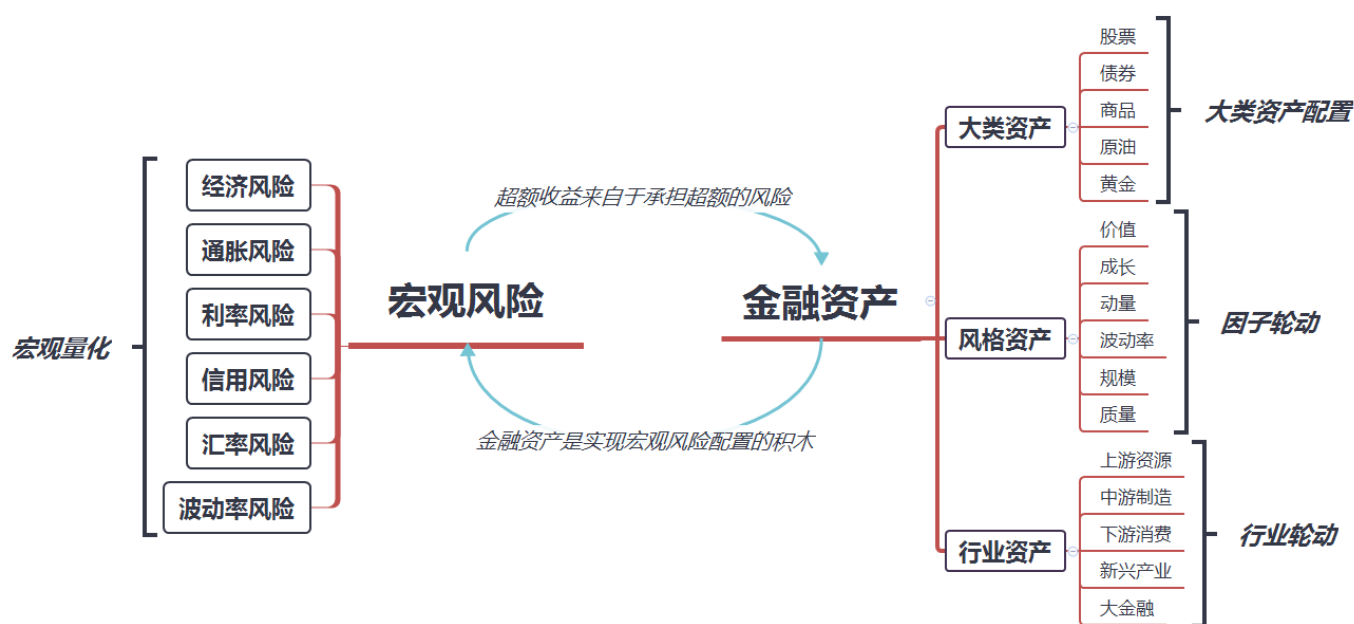 宏观量化
经济风险
通胀风险
利率风险
信用风险
汇率风险
波动率风险
宏观风险
超额收益来自于承担超额的风险
金融资产是实现宏观风险配置的积木
金融资产
大类资产
股票
债券
商品
原油
黄金
大类资产配置
风格资产
价值
成长
动量
波动率
规模
质量
因子轮动
行业资产
上游资源
中游制造
下游消费
新兴产业
大金融
行业轮动